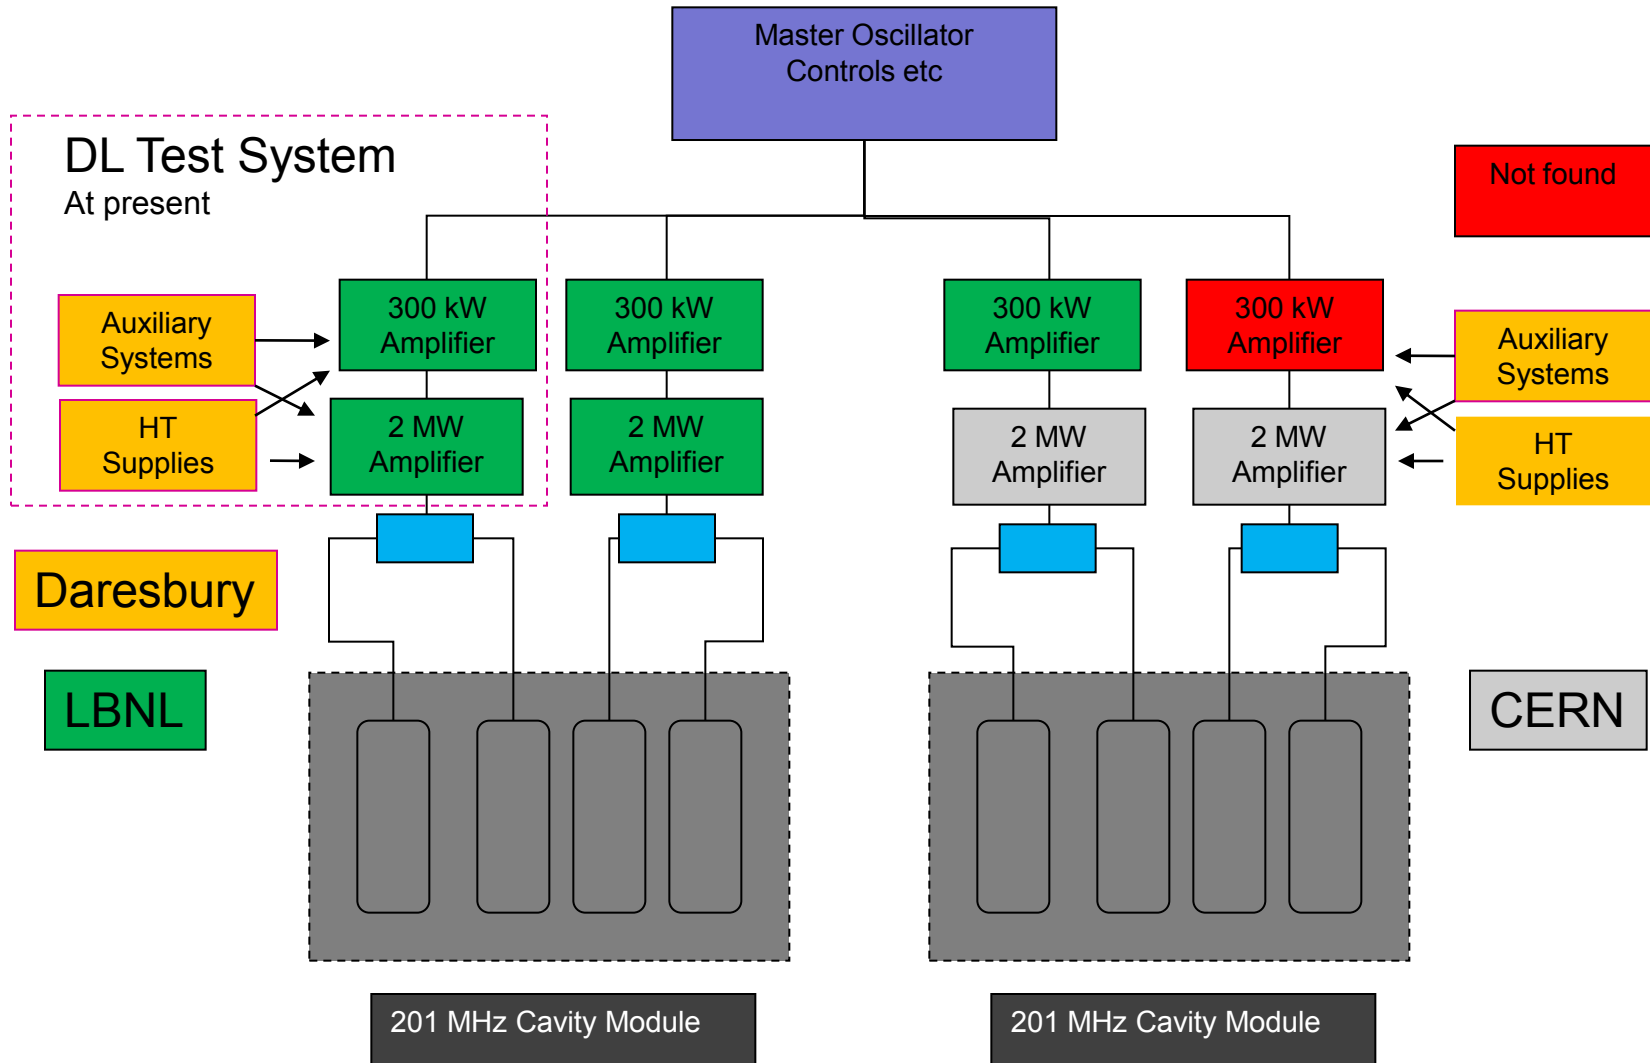 Master Oscillator
Controls etc
DL Test System
At present
Not found
Auxiliary
Systems
300 kW
Amplifier
300 kW
Amplifier
300 kW
Amplifier
300 kW
Amplifier
Auxiliary
Systems
HT
Supplies
2 MW
Amplifier
2 MW
Amplifier
2 MW
Amplifier
2 MW
Amplifier
HT
Supplies
Daresbury
LBNL
CERN
201 MHz Cavity Module
201 MHz Cavity Module